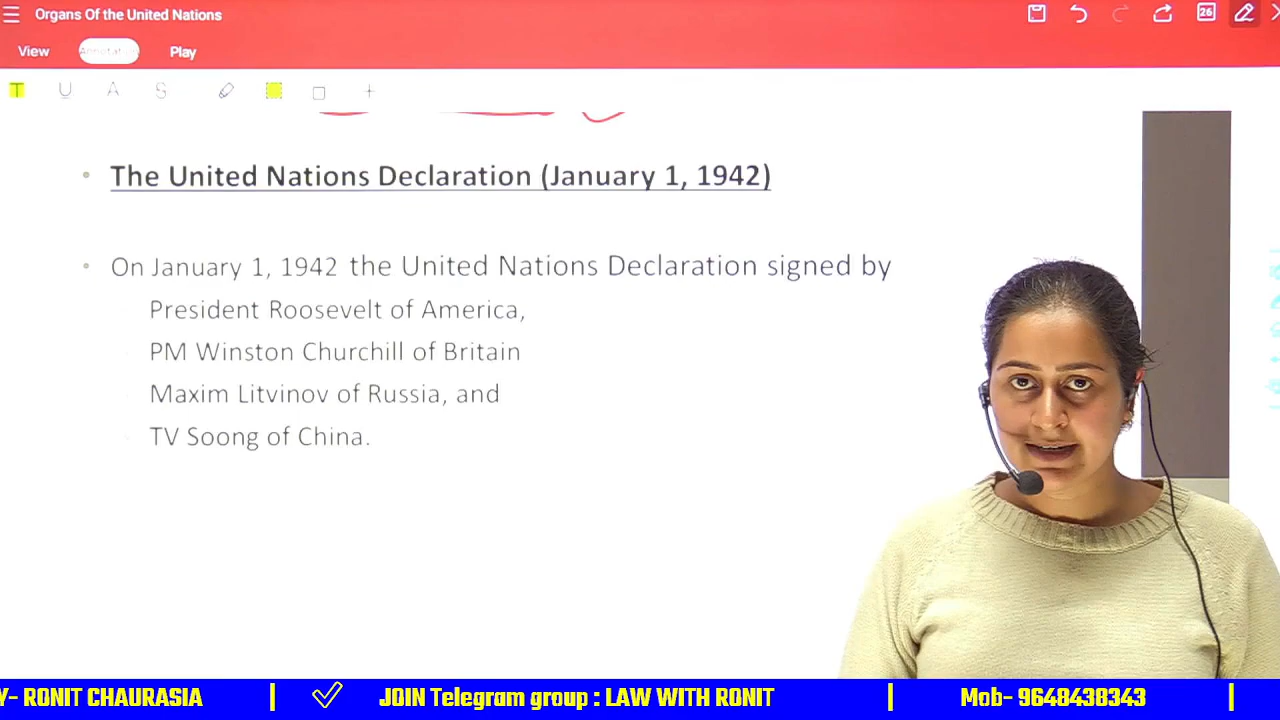 Organs Of the United Nations
26
View
Annotation
Play
T U A S
The United Nations Declaration (January 1, 1942)
On January 1, 1942 the United Nations Declaration signed by
President Roosevelt of America,
PM Winston Churchill of Britain
Maxim Litvinov of Russia, and
TV Soong of China.
Y- RONIT CHAURASIA | JOIN Telegram group : LAW WITH RONIT | Mob- 9648438343 |